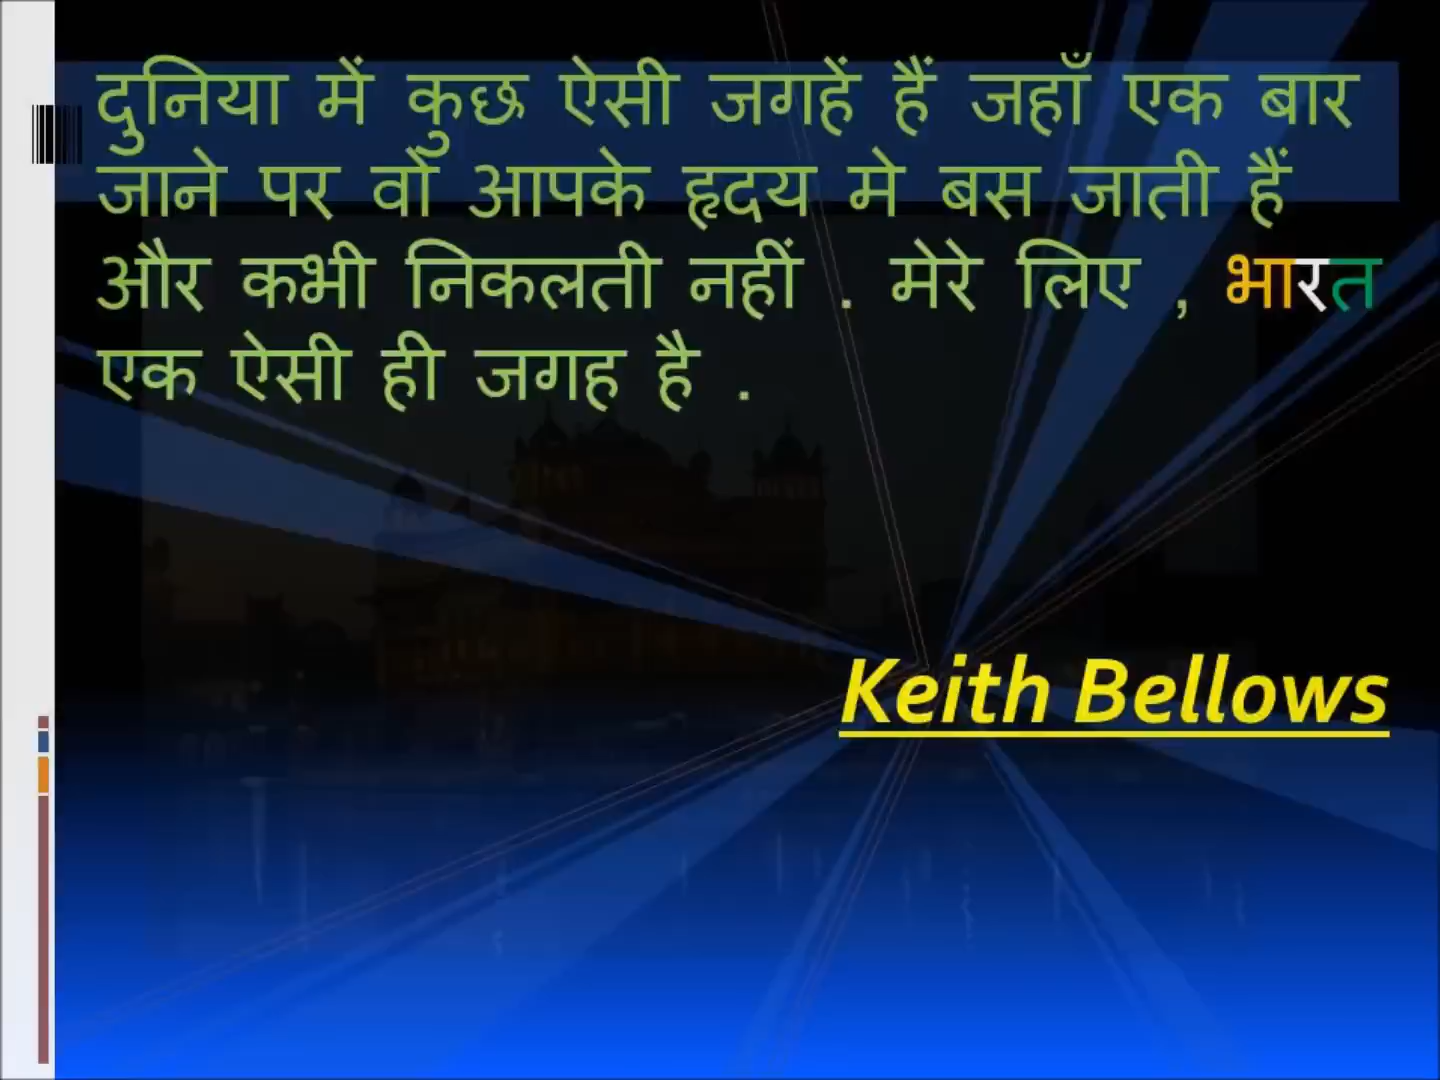 दुनिया में कुछ ऐसी जगहें हैं जहाँ एक बार
जाने पर वो आपके हृदय मे बस जाती हैं
और कभी निकलती नहीं . मेरे लिए , भारत
एक ऐसी ही जगह है .
Keith Bellows